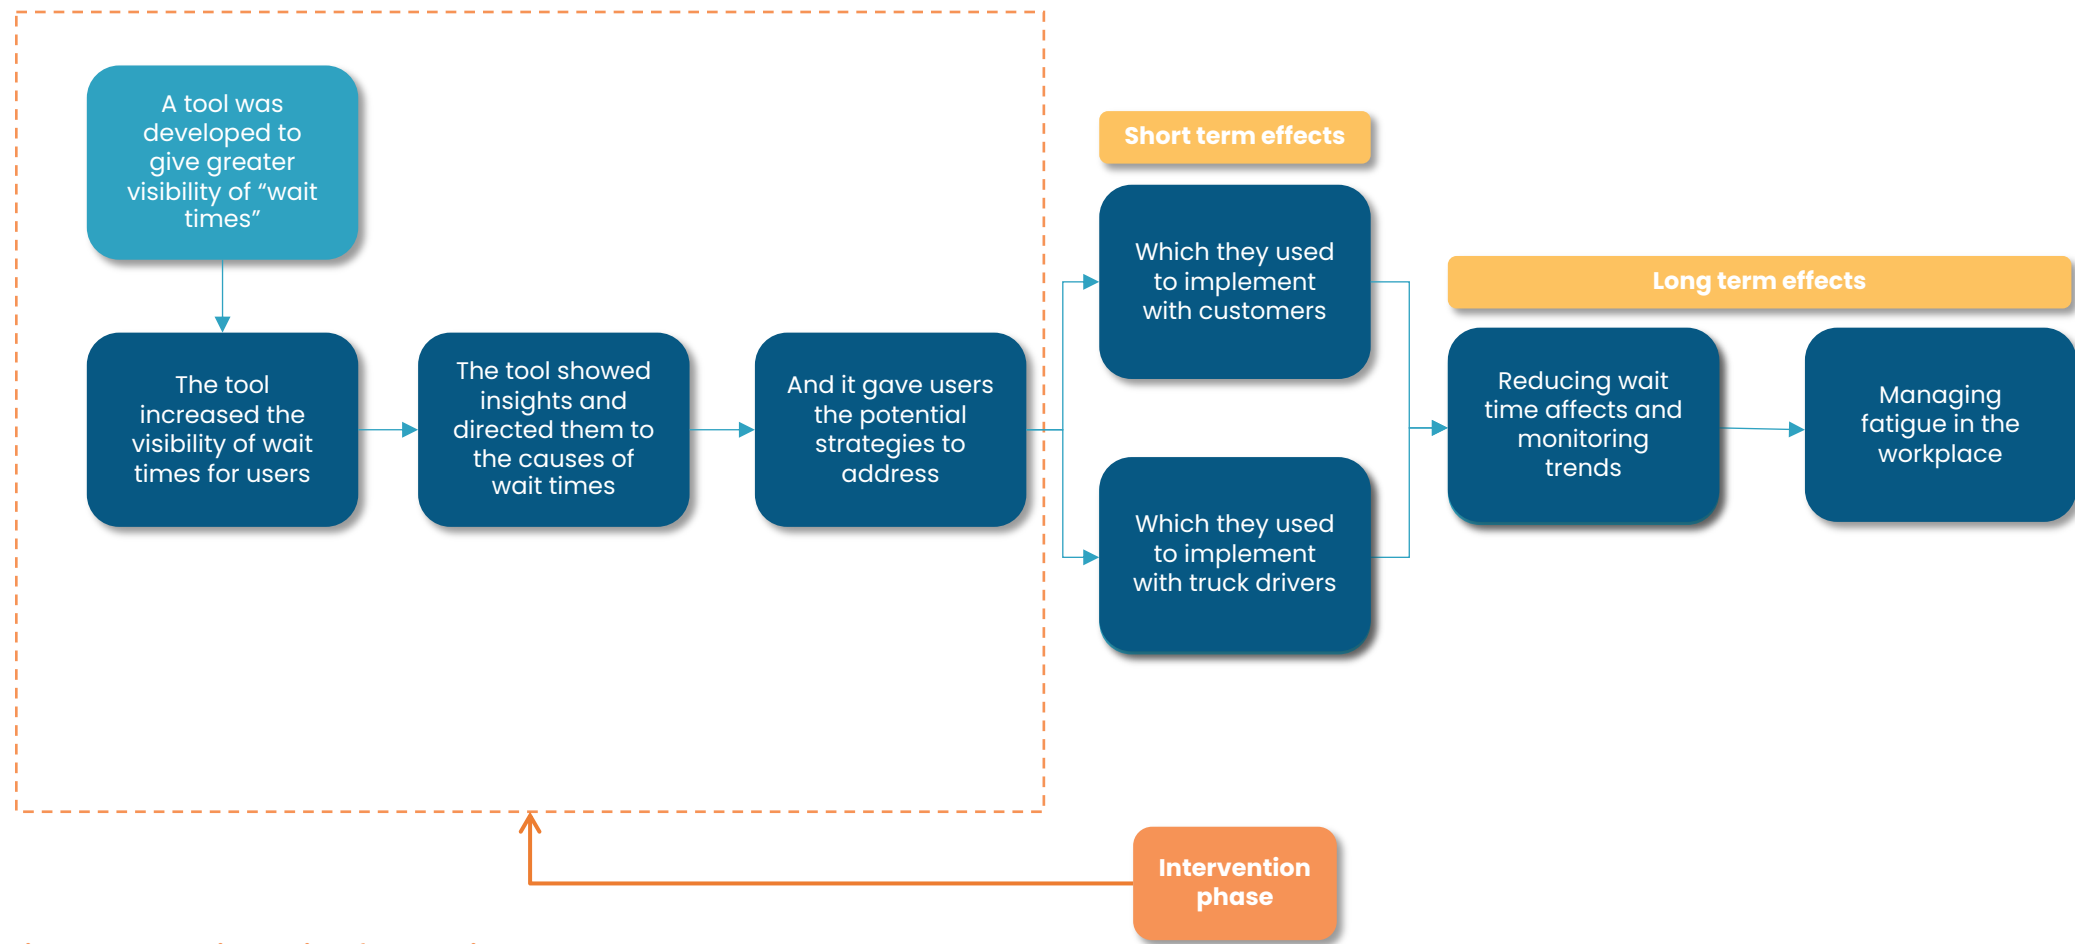 A tool was
developed to
give greater
visibility of “wait
times”
The tool
increased the
visibility of wait
times for users
The tool showed
insights and
directed them to
the causes of
wait times
And it gave users
the potential
strategies to
address
Short term effects
Which they used
to implement
with customers
Which they used
to implement
with truck drivers
Long term effects
Reducing wait
time affects and
monitoring
trends
Managing
fatigue in the
workplace
Intervention
phase